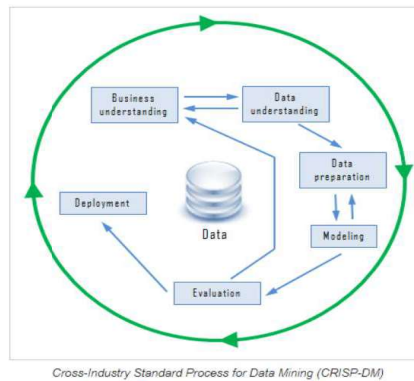 Business
understanding
Data
understanding
Data
preparation
Deployment
Data
Modeling
Evaluation
Cross-Industry Standard Process for Data Mining (CRISP-DM)